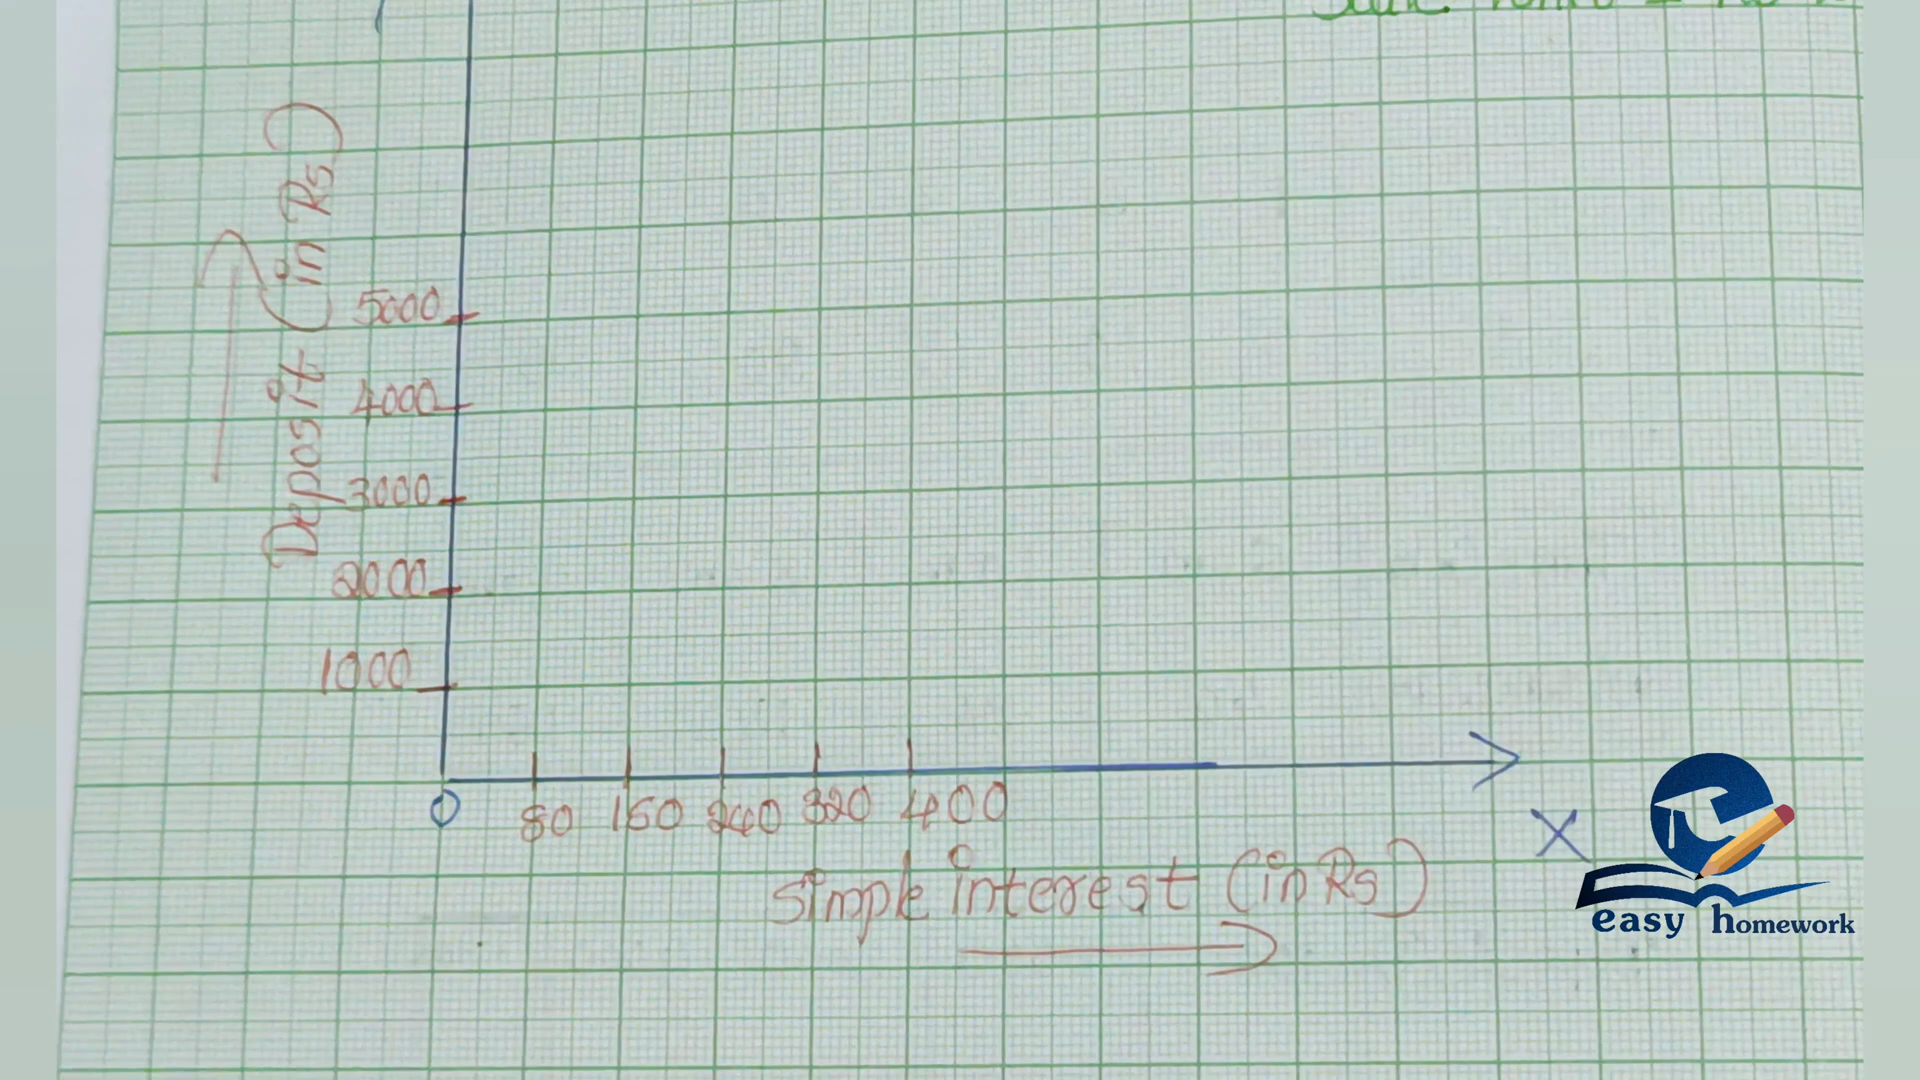 Deposit (in Rs)
5000
4000
3000
2000
1000
0 80 160 240 320 400
X
Simple interest (in Rs)
easy homework